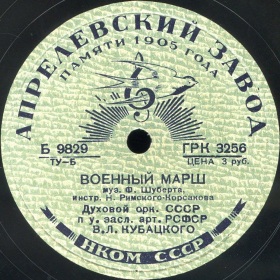 АПРЕЛЕВСКИЙ ЗАВОД
ПАМЯТИ 1905 ГОДА
Б 9829
ТУ-Б
ГРК 3256
ЦЕНА 3 руб.
ВОЕННЫЙ МАРШ
муз. Ф. Шуберта,
инстр. Н. Римского-Корсакова
Духовой орк. СССР
п/у. засл. арт. РСФСР
В.Л. КУБАЦКОГО
НКОМ СССР